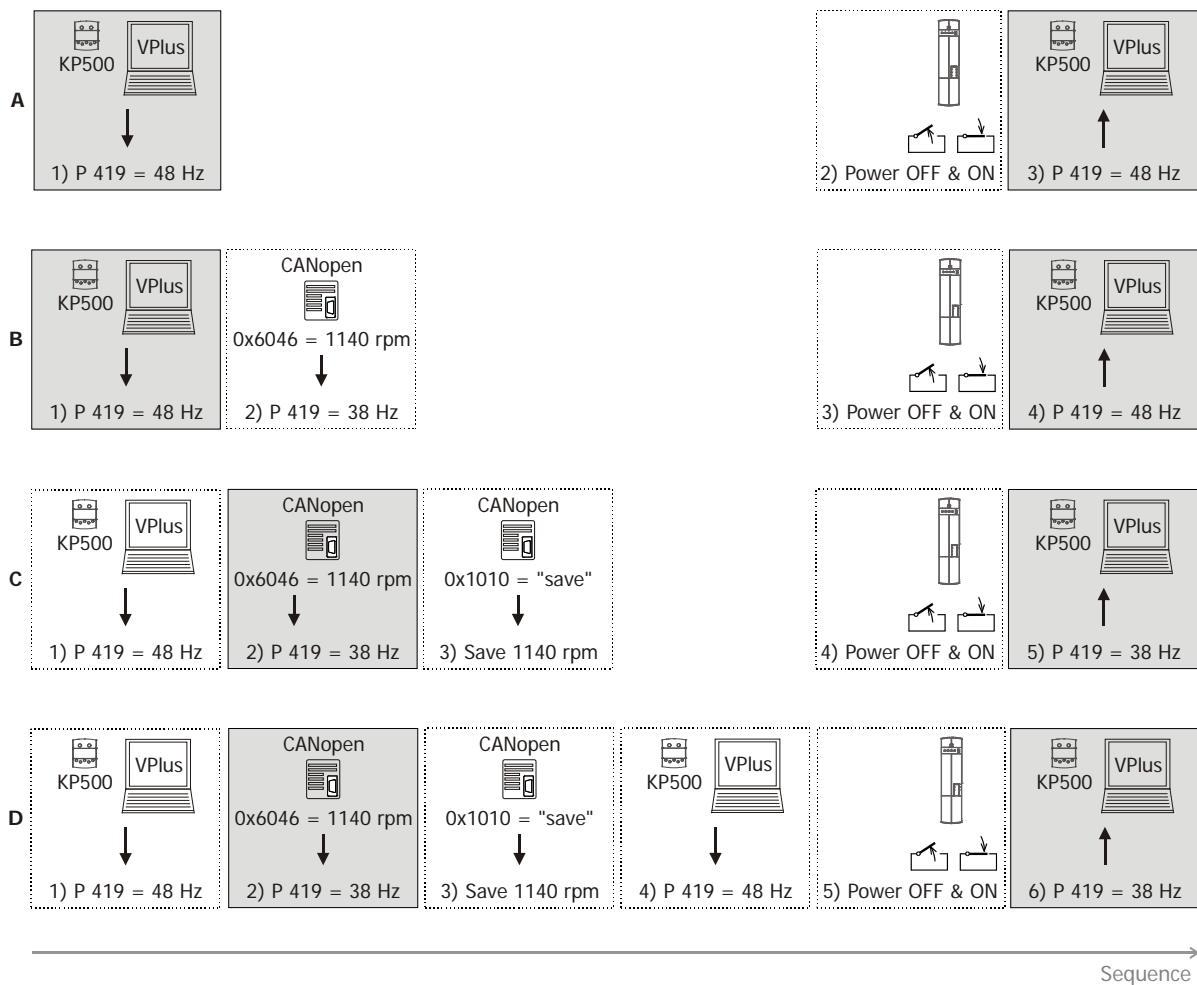 A
KP500
VPlus
1) P 419 = 48 Hz
2) Power OFF & ON
KP500
VPlus
3) P 419 = 48 Hz
B
KP500
VPlus
1) P 419 = 48 Hz
CANopen
0x6046 = 1140 rpm
2) P 419 = 38 Hz
3) Power OFF & ON
KP500
VPlus
4) P 419 = 48 Hz
C
KP500
VPlus
1) P 419 = 48 Hz
CANopen
0x6046 = 1140 rpm
2) P 419 = 38 Hz
CANopen
0x1010 = "save"
3) Save 1140 rpm
4) Power OFF & ON
KP500
VPlus
5) P 419 = 38 Hz
D
KP500
VPlus
1) P 419 = 48 Hz
CANopen
0x6046 = 1140 rpm
2) P 419 = 38 Hz
CANopen
0x1010 = "save"
3) Save 1140 rpm
KP500
VPlus
4) P 419 = 48 Hz
5) Power OFF & ON
KP500
VPlus
6) P 419 = 38 Hz
Sequence